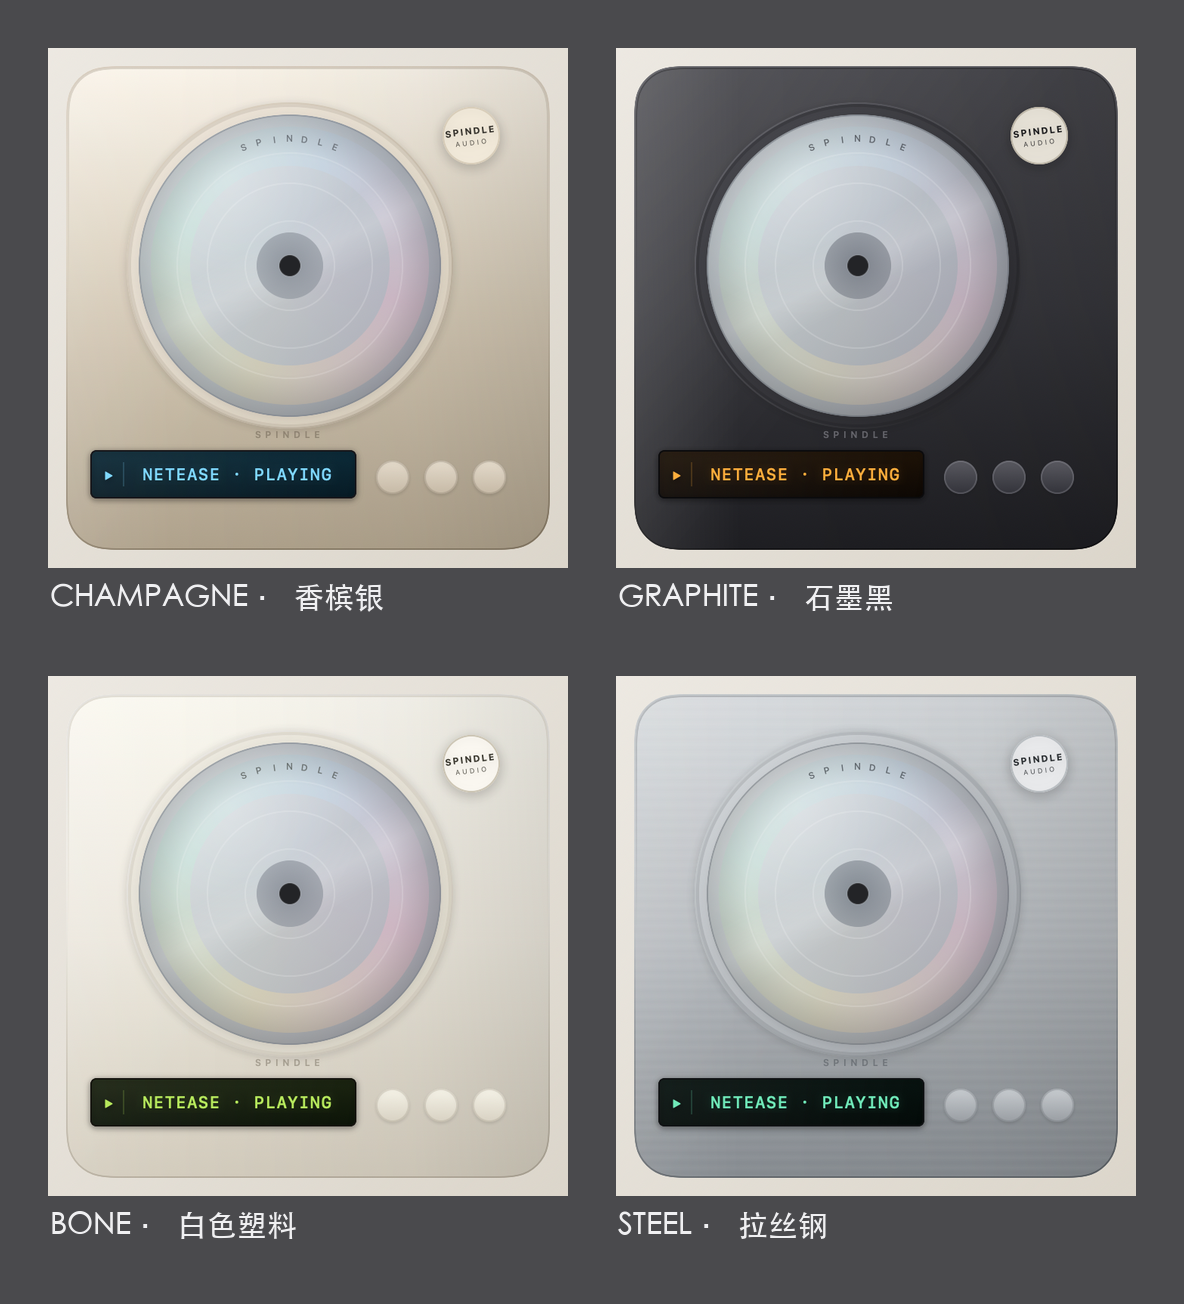 SPINDLE
SPINDLE
AUDIO
SPINDLE
NETEASE · PLAYING
CHAMPAGNE · 香槟银
SPINDLE
SPINDLE
AUDIO
SPINDLE
NETEASE · PLAYING
GRAPHITE · 石墨黑
SPINDLE
SPINDLE
AUDIO
SPINDLE
NETEASE · PLAYING
BONE · 白色塑料
SPINDLE
SPINDLE
AUDIO
SPINDLE
NETEASE · PLAYING
STEEL · 拉丝钢